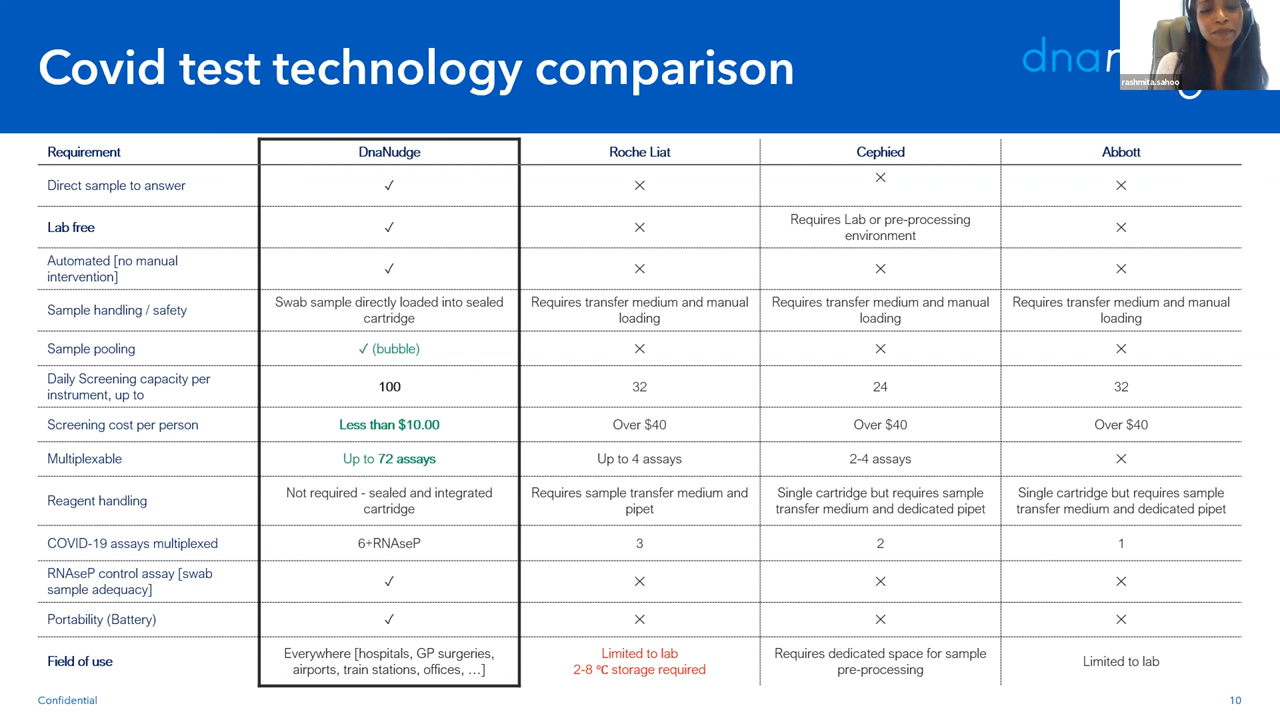 Covid test technology comparison
dna
rashmita.sahoo
Requirement DnaNudge Roche Liat Cephied Abbott
Direct sample to answer ✓ ✕ ✕ ✕
Lab free ✓ ✕ Requires Lab or pre-processing ✕
environment
Automated [no manual ✓ ✕ ✕ ✕
intervention]
Sample handling / safety Swab sample directly loaded into sealed Requires transfer medium and manual Requires transfer medium and manual Requires transfer medium and manual
cartridge loading loading loading
Sample pooling ✓ (bubble) ✕ ✕ ✕
Daily Screening capacity per 100 32 24 32
instrument, up to
Screening cost per person Less than $10.00 Over $40 Over $40 Over $40
Multiplexable Up to 72 assays Up to 4 assays 2-4 assays ✕
Reagent handling Not required - sealed and integrated Requires sample transfer medium and Single cartridge but requires sample Single cartridge but requires sample
cartridge pipet transfer medium and dedicated pipet transfer medium and dedicated pipet
COVID-19 assays multiplexed 6+RNAseP 3 2 1
RNAseP control assay [swab ✓ ✕ ✕ ✕
sample adequacy]
Portability (Battery) ✓ ✕ ✕ ✕
Field of use Everywhere [hospitals, GP surgeries, Limited to lab Requires dedicated space for sample Limited to lab
airports, train stations, offices, …] 2-8 ℃ storage required pre-processing
Confidential 10